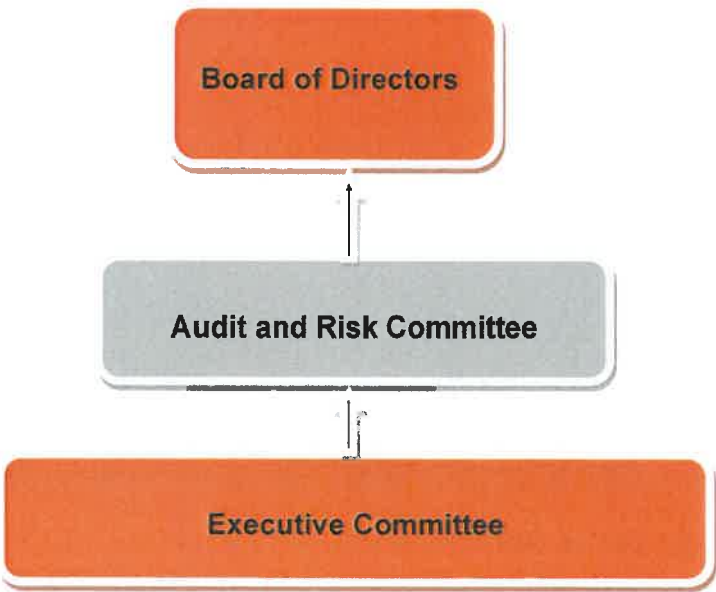 Board of Directors
Audit and Risk Committee
Executive Committee